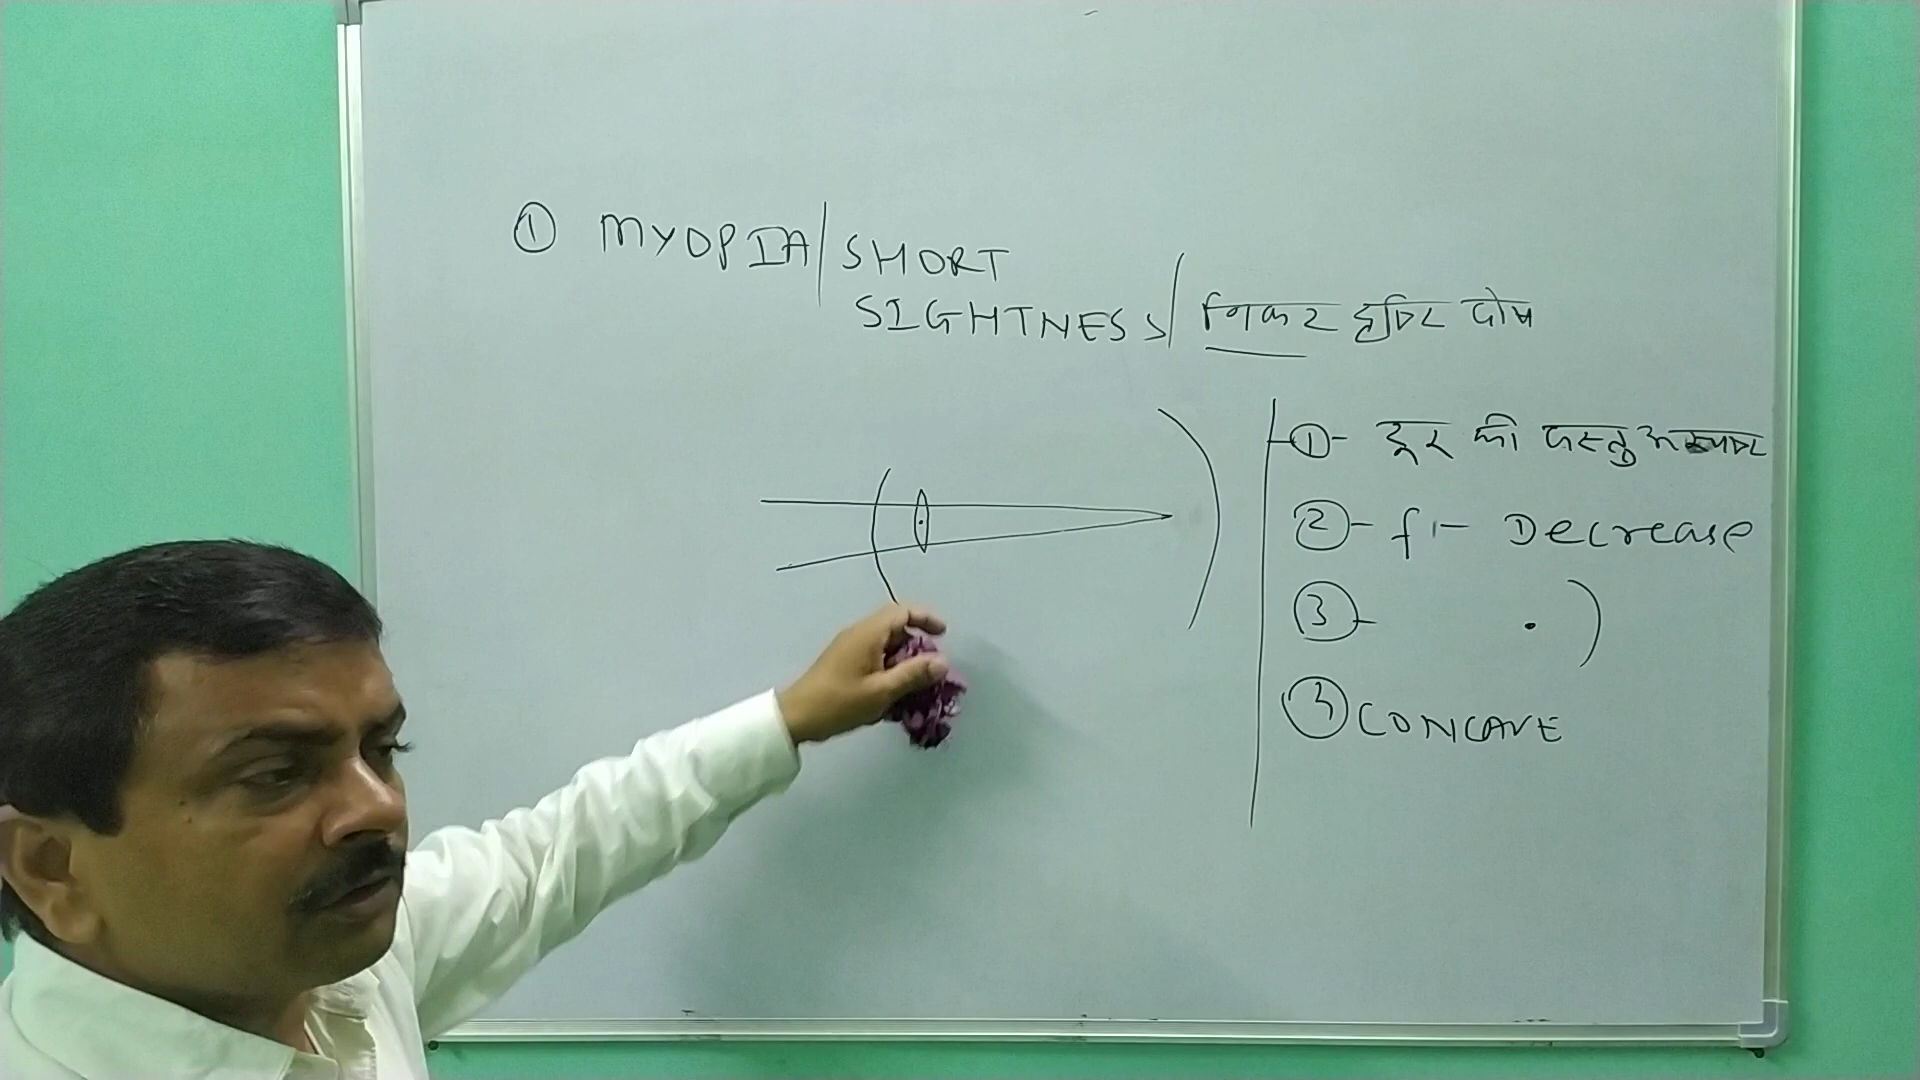 ① MYOPIA/SHORT
SIGHTNESS/निकट दृष्टि दोष
①- दूर की वस्तु अस्पष्ट
②- f:- Decrease
③- . )
③ CONCAVE